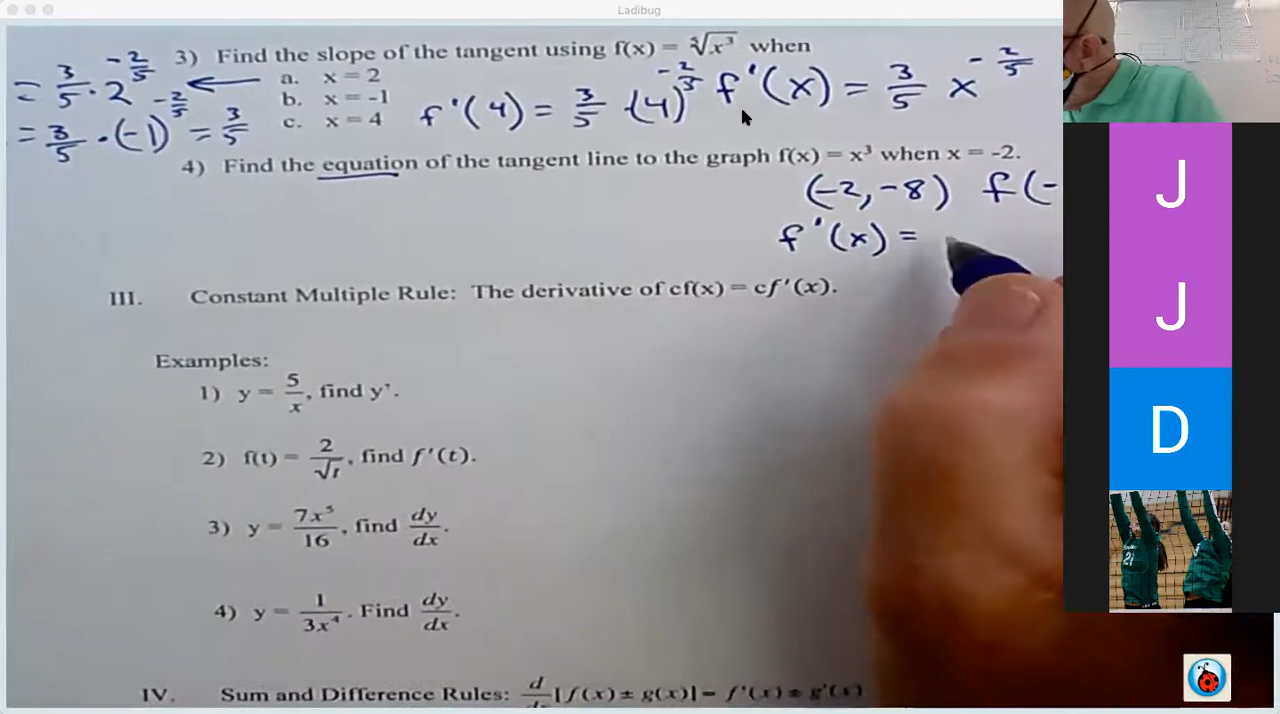 Ladibug
3) Find the slope of the tangent using f(x) = ⁵√x³ when
a. x = 2
b. x = -1
c. x = 4
= 3/5 · 2^(-2/5)
= 3/5 · (-1)^(-2/5) = 3/5
f'(4) = 3/5 · (4)^(-2/5)
f'(x) = 3/5 x^(-2/5)
4) Find the equation of the tangent line to the graph f(x) = x³ when x = -2.
(-2, -8) f(-
f'(x) =
III. Constant Multiple Rule: The derivative of cf(x) = cf'(x).
Examples:
1) y = 5/x, find y'.
2) f(t) = 2/√t, find f'(t).
3) y = 7x⁵/16, find dy/dx.
4) y = 1/3x⁴. Find dy/dx.
IV. Sum and Difference Rules: d/dx [f(x) ± g(x)] = f'(x) ± g'(x)
J
J
D
21